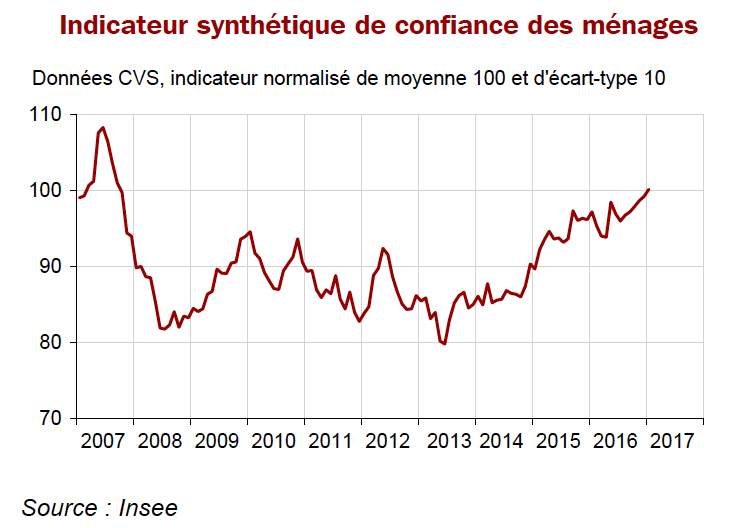 Indicateur synthétique de confiance des ménages
Données CVS, indicateur normalisé de moyenne 100 et d'écart-type 10
110
100
90
80
70
2007 2008 2009 2010 2011 2012 2013 2014 2015 2016 2017
Source : Insee